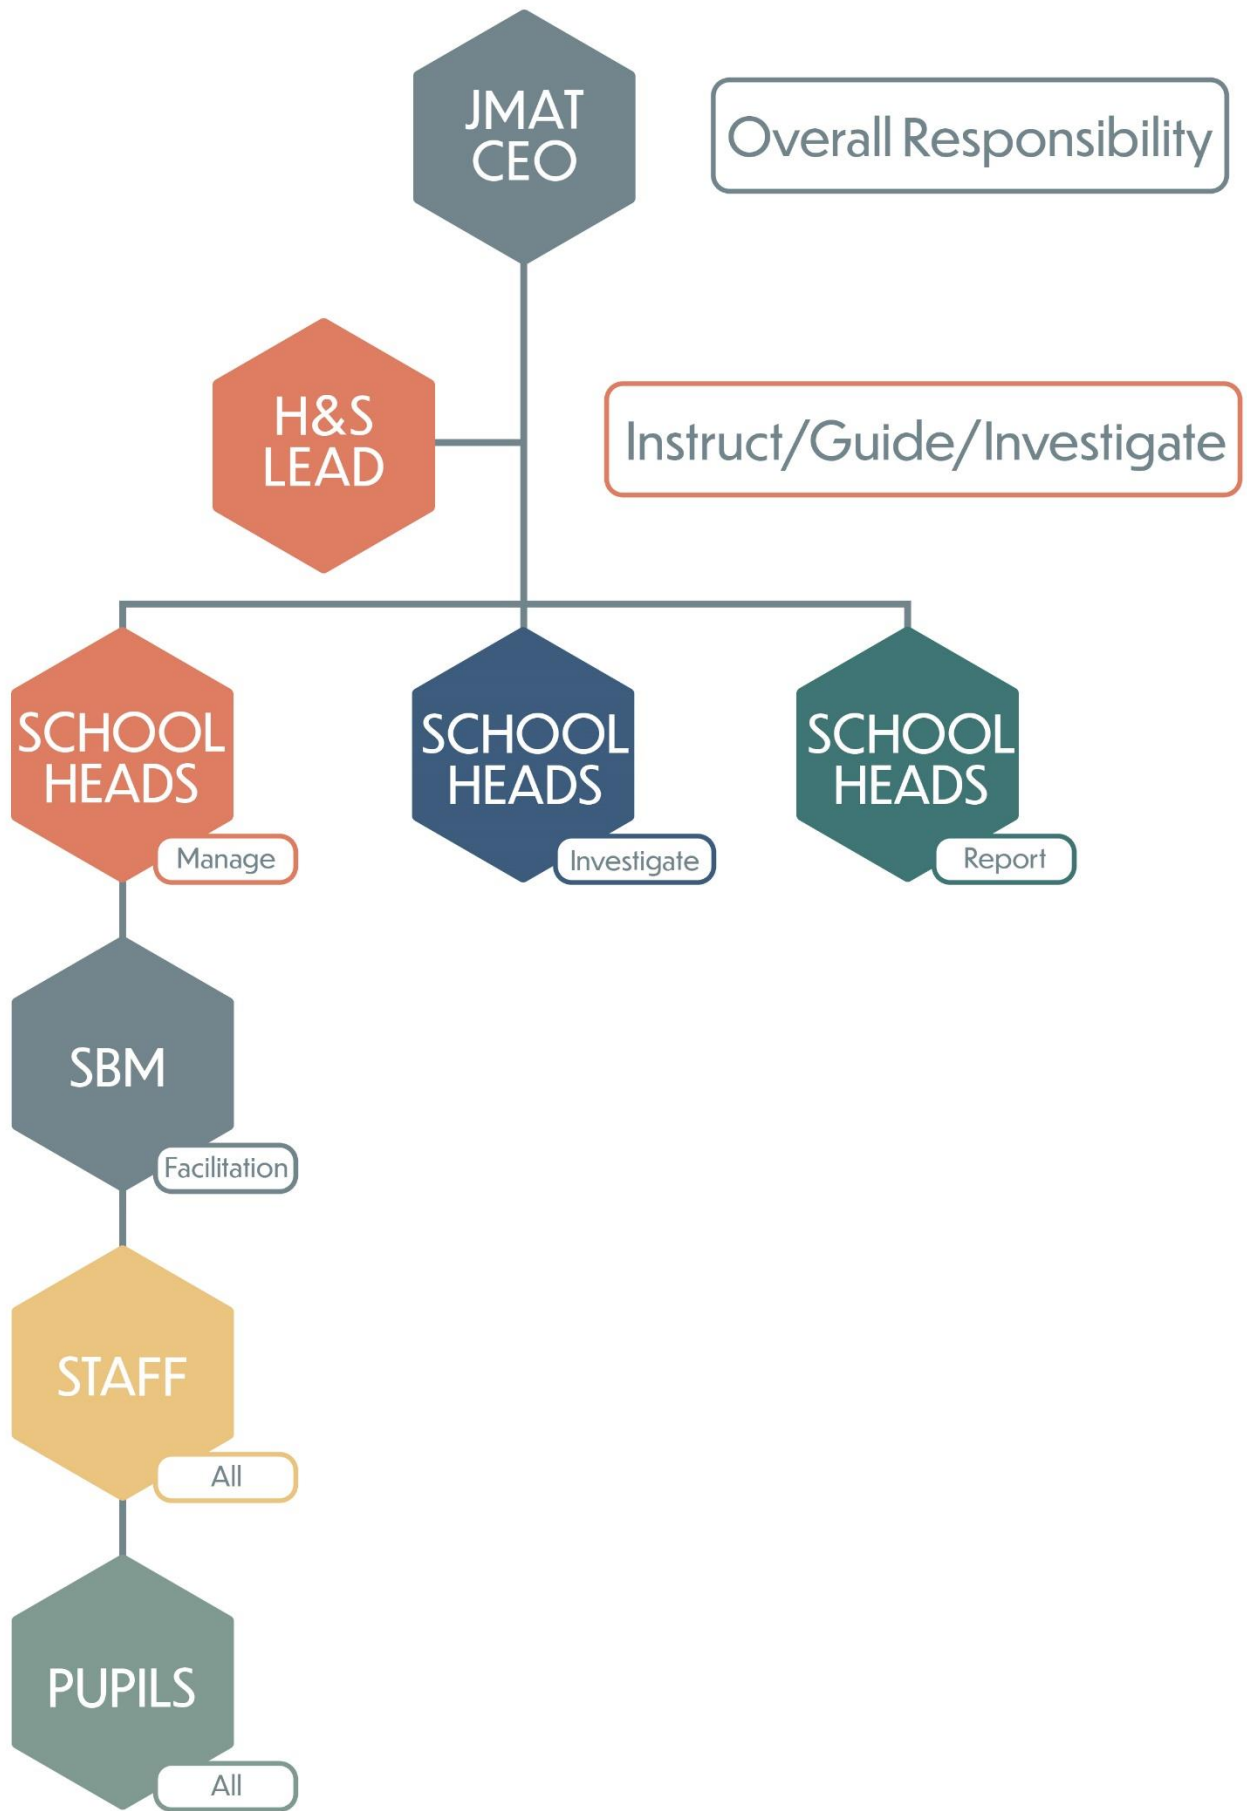 JMAT
CEO
Overall Responsibility
H&S
LEAD
Instruct/Guide/Investigate
SCHOOL
HEADS
Manage
SCHOOL
HEADS
Investigate
SCHOOL
HEADS
Report
SBM
Facilitation
STAFF
All
PUPILS
All